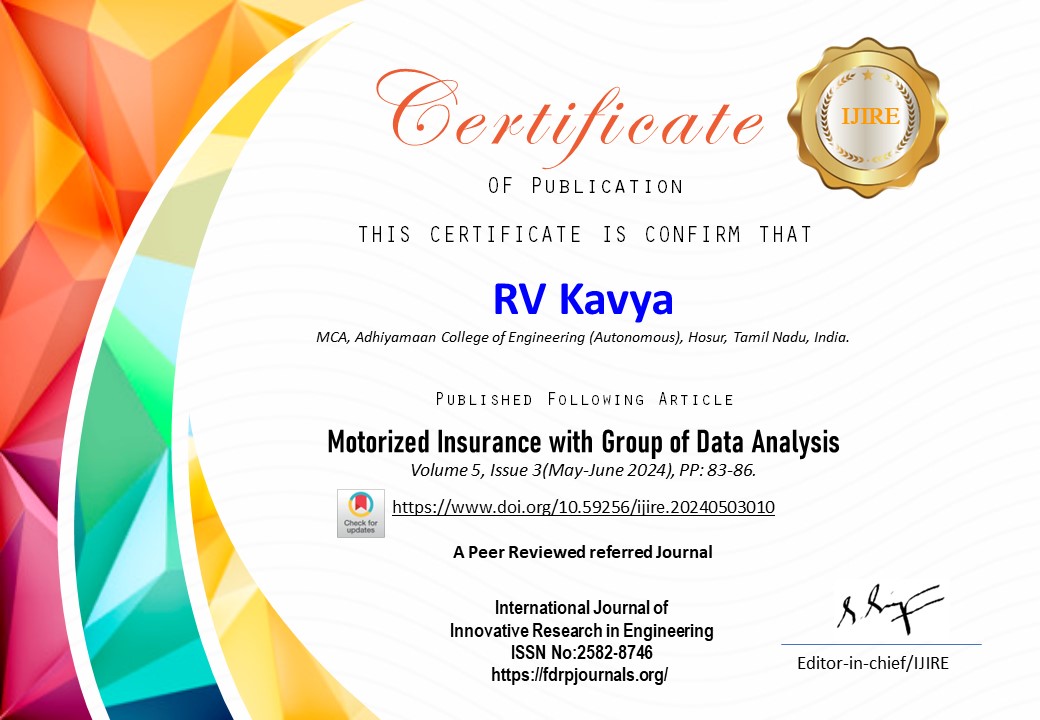 Certificate
IJIRE
OF PUBLICATION
THIS CERTIFICATE IS CONFIRM THAT
RV Kavya
MCA, Adhiyamaan College of Engineering (Autonomous), Hosur, Tamil Nadu, India.
PUBLISHED FOLLOWING ARTICLE
Motorized Insurance with Group of Data Analysis
Volume 5, Issue 3(May-June 2024), PP: 83-86.
Check for
updates
https://www.doi.org/10.59256/ijire.20240503010
A Peer Reviewed referred Journal
International Journal of
Innovative Research in Engineering
ISSN No:2582-8746
https://fdrpjournals.org/
Editor-in-chief/IJIRE